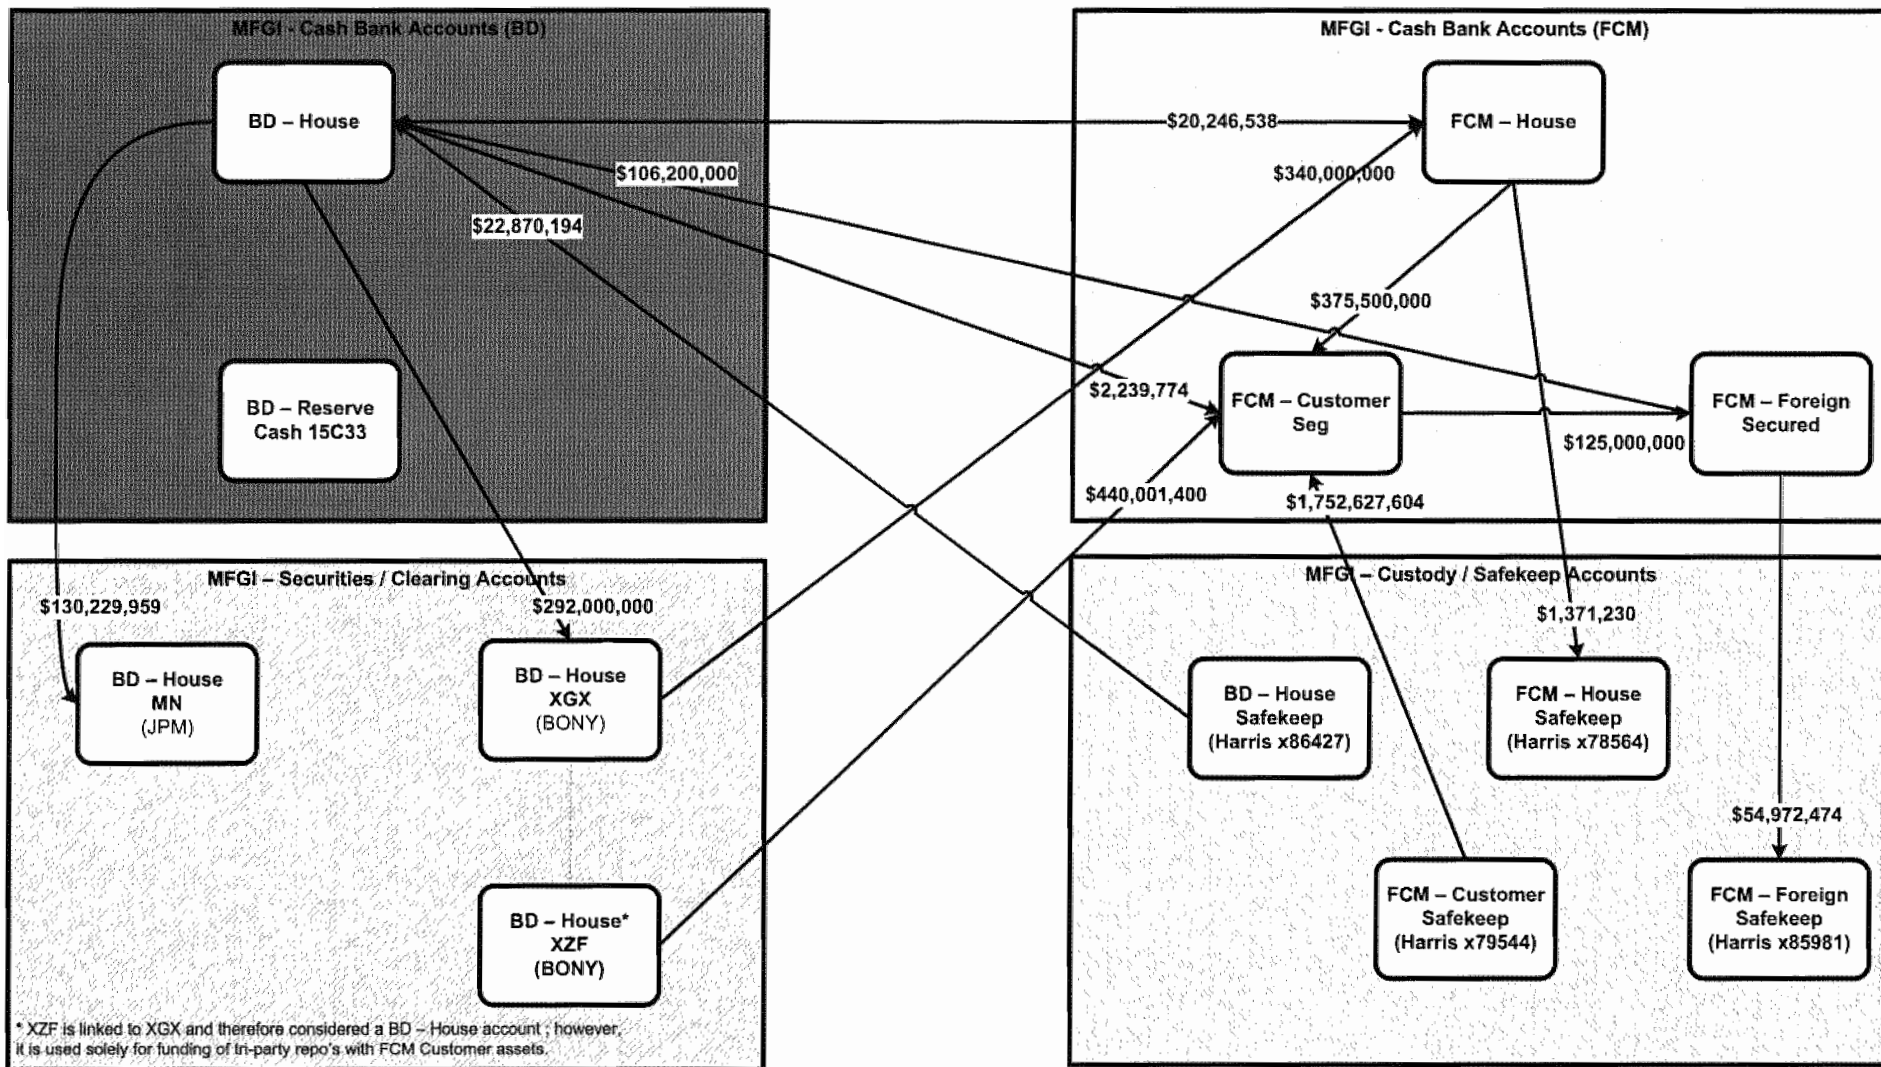 MFGI - Cash Bank Accounts (BD)
BD – House
$106,200,000
$22,870,194
BD – Reserve
Cash 15C33
MFGI - Cash Bank Accounts (FCM)
$20,246,538
FCM – House
$340,000,000
$375,500,000
$2,239,774
FCM – Customer
Seg
FCM – Foreign
Secured
$125,000,000
$440,001,400
$1,752,627,604
MFGI – Securities / Clearing Accounts
$130,229,959
$292,000,000
BD – House
MN
(JPM)
BD – House
XGX
(BONY)
BD – House*
XZF
(BONY)
* XZF is linked to XGX and therefore considered a BD – House account ; however,
it is used solely for funding of tri-party repo's with FCM Customer assets.
MFGI – Custody / Safekeep Accounts
$1,371,230
BD – House
Safekeep
(Harris x86427)
FCM – House
Safekeep
(Harris x78564)
$54,972,474
FCM – Customer
Safekeep
(Harris x79544)
FCM – Foreign
Safekeep
(Harris x85981)